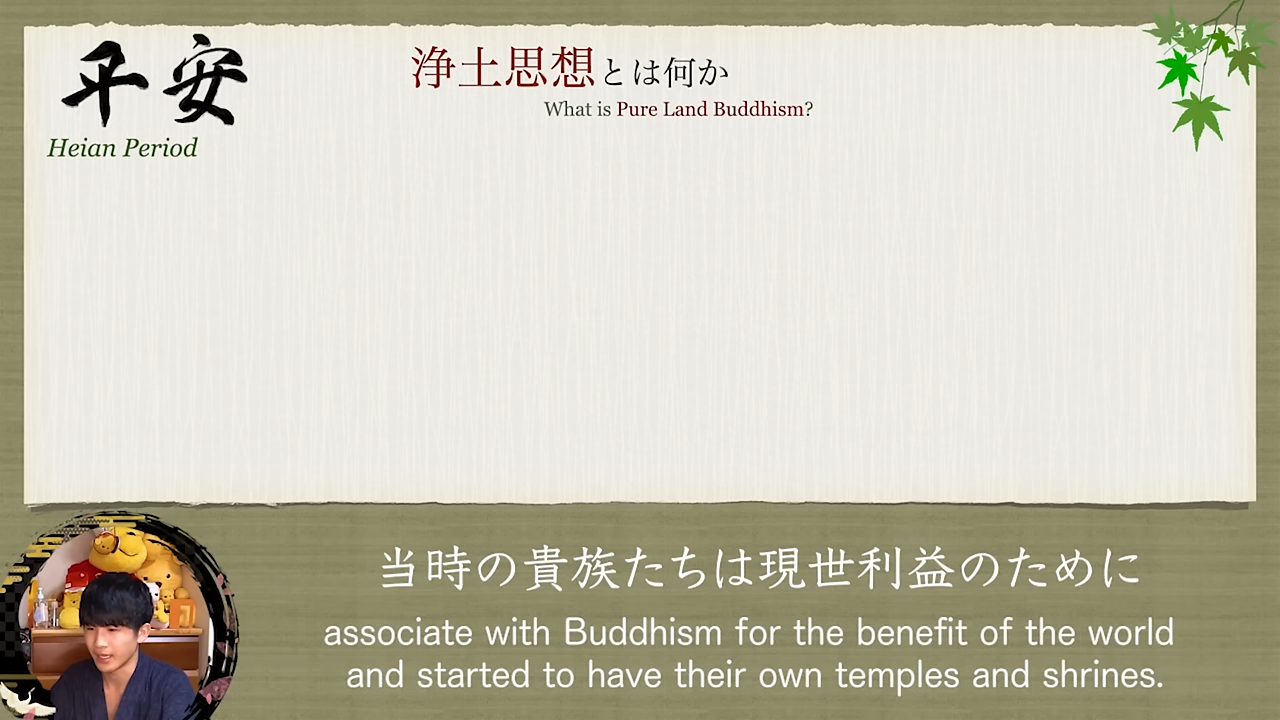 平安
Heian Period
浄土思想とは何か
What is Pure Land Buddhism?
当時の貴族たちは現世利益のために
associate with Buddhism for the benefit of the world
and started to have their own temples and shrines.